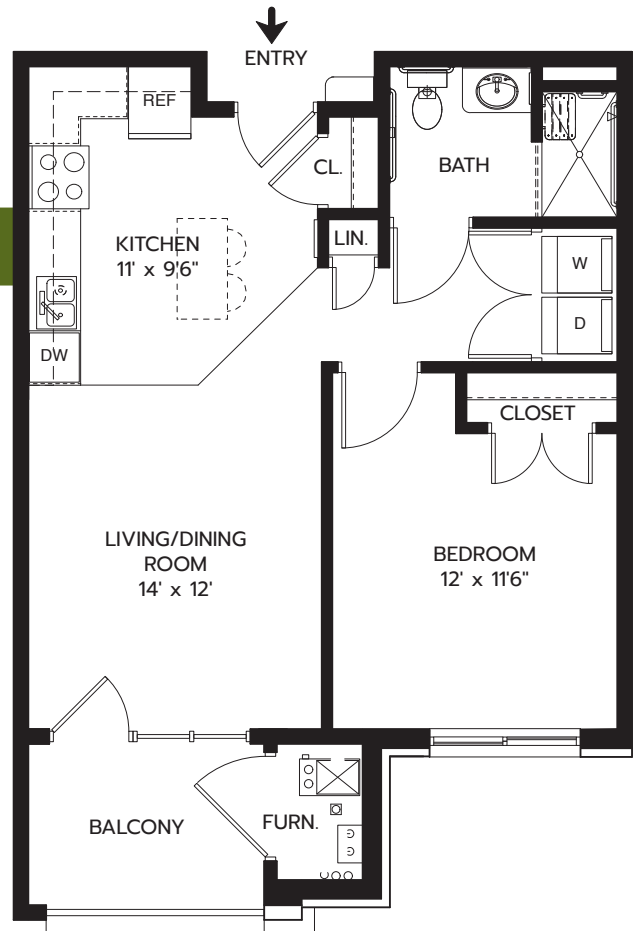 ENTRY
REF
CL.
BATH
KITCHEN
11' x 9'6"
LIN.
W
D
DW
CLOSET
LIVING/DINING
ROOM
14' x 12'
BEDROOM
12' x 11'6"
BALCONY
FURN.